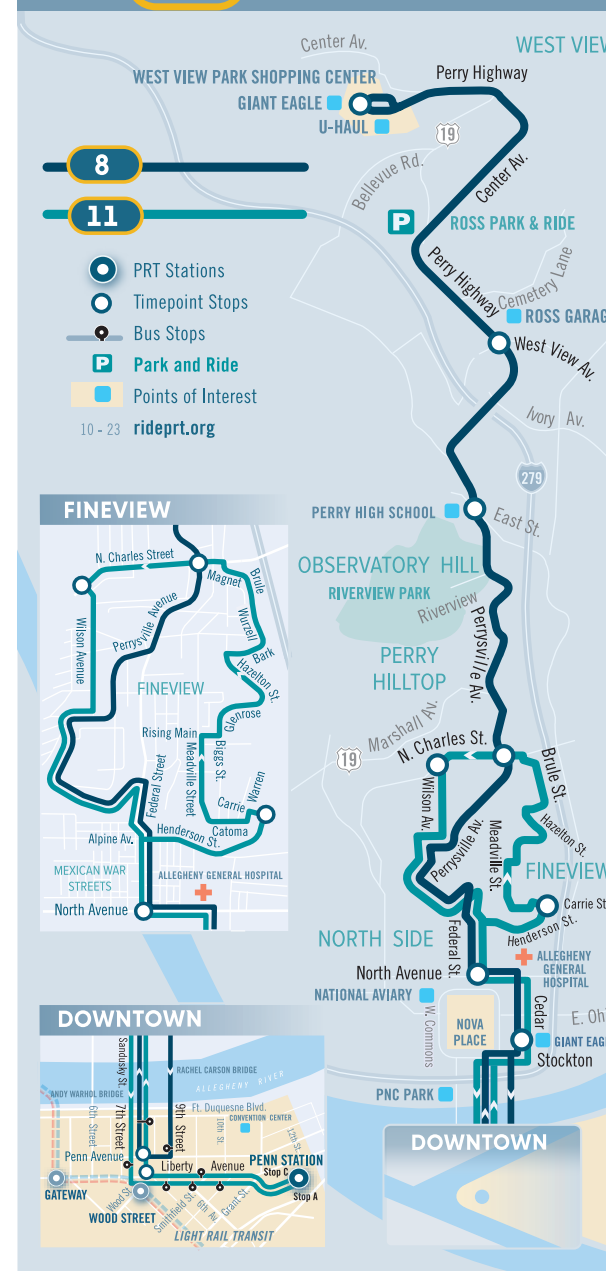 Center Av.
WEST VIEW
WEST VIEW PARK SHOPPING CENTER
Perry Highway
GIANT EAGLE
U-HAUL
19
Bellevue Rd.
Center Av.
8
11
P
ROSS PARK & RIDE
Perry Highway
Cemetery Lane
ROSS GARAG
West View Av.
Ivory Av.
279
PRT Stations
Timepoint Stops
Bus Stops
P
Park and Ride
Points of Interest
10 - 23 rideprt.org
PERRY HIGH SCHOOL
East St.
OBSERVATORY HILL
RIVERVIEW PARK
Riverview
Perrysville Av.
PERRY
HILLTOP
Marshall Av.
19
N. Charles St.
Brule St.
Wilson Av.
Hazelton St.
Perrysville Av.
Meadville St.
FINEVIEW
Carrie St
Henderson St.
NORTH SIDE
Federal St.
ALLEGHENY
GENERAL
HOSPITAL
North Avenue
NATIONAL AVIARY
W. Commons
NOVA
PLACE
Cedar
E. Oh
GIANT EAGL
Stockton
PNC PARK
DOWNTOWN
FINEVIEW
N. Charles Street
Magnet
Brule
Wurzell
Bark
Perrysville Avenue
Hazelton St.
Wilson Avenue
FINEVIEW
Glenrose
Rising Main
Biggs St.
Meadville Street
Federal Street
Carrie
Warren
Catoma
Henderson St.
Alpine Av.
MEXICAN WAR
STREETS
ALLEGHENY GENERAL HOSPITAL
North Avenue
DOWNTOWN
Sandusky St.
RACHEL CARSON BRIDGE
ALLEGHENY RIVER
ANDY WARHOL BRIDGE
6th Street
7th Street
9th Street
Ft. Duquesne Blvd.
CONVENTION CENTER
10th St.
12th St.
Penn Avenue
Liberty Avenue
PENN STATION
Stop C
Stop A
GATEWAY
Wood St.
WOOD STREET
Smithfield St.
6th Av
Grant St.
LIGHT RAIL TRANSIT